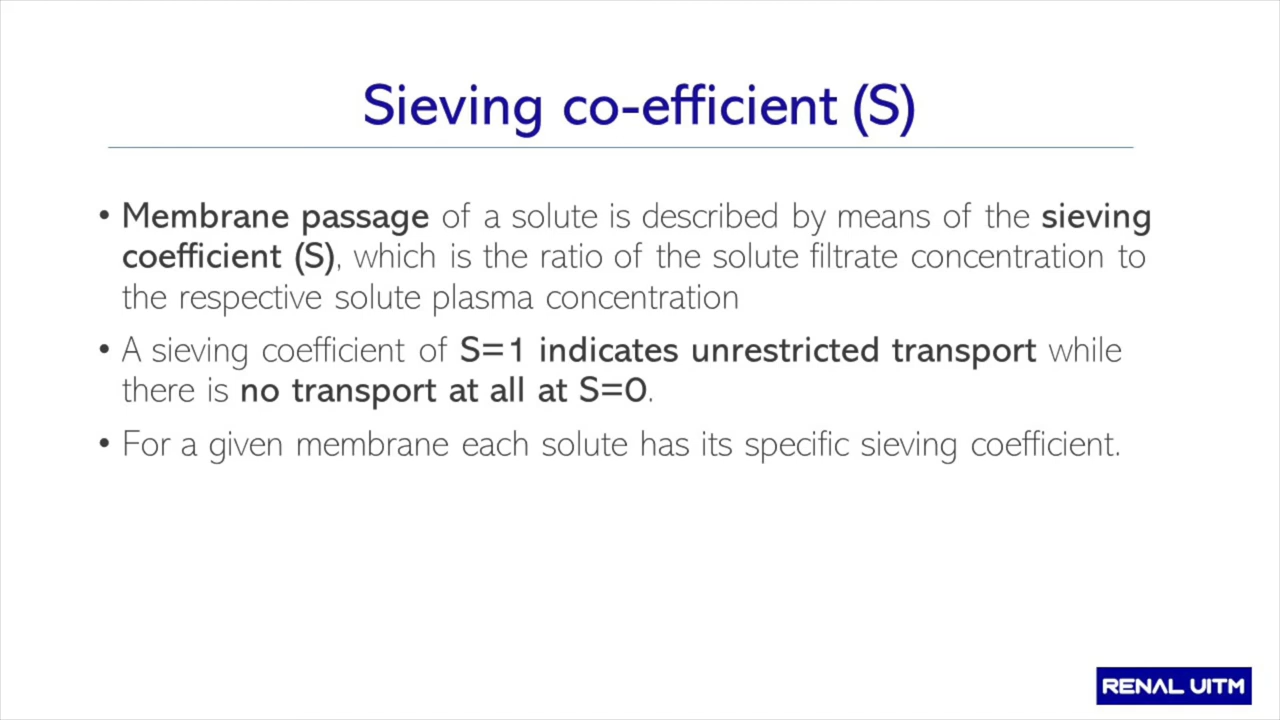 Sieving co-efficient (S)
• Membrane passage of a solute is described by means of the sieving
coefficient (S), which is the ratio of the solute filtrate concentration to
the respective solute plasma concentration
• A sieving coefficient of S=1 indicates unrestricted transport while
there is no transport at all at S=0.
• For a given membrane each solute has its specific sieving coefficient.
RENAL UITM